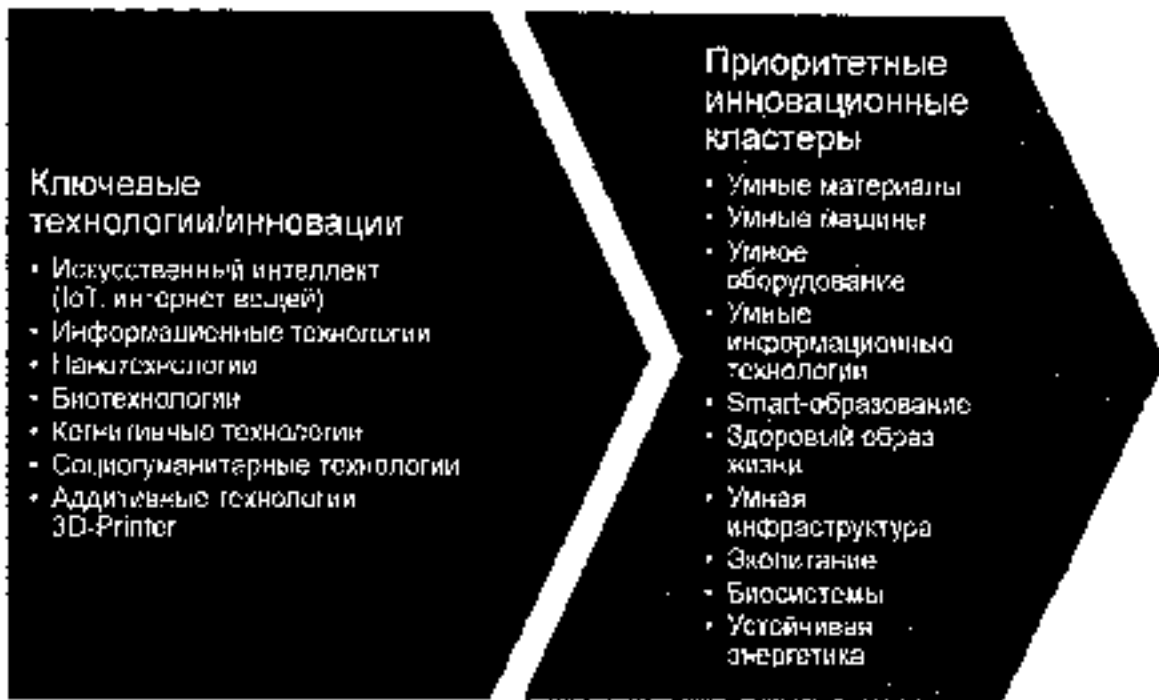 Ключевые
технологии/инновации
• Искусственный интеллект
(IoT, интернет вещей)
• Информационные технологии
• Нанотехнологии
• Биотехнологии
• Когнитивные технологии
• Социогуманитарные технологии
• Аддитивные технологии
3D-Printer
Приоритетные
инновационные
кластеры
• Умные материалы
• Умные машины
• Умное
оборудование
• Умные
информационные
технологии
• Smart-образование
• Здоровый образ
жизни
• Умная
инфраструктура
• Экопитание
• Биосистемы
• Устойчивая
энергетика